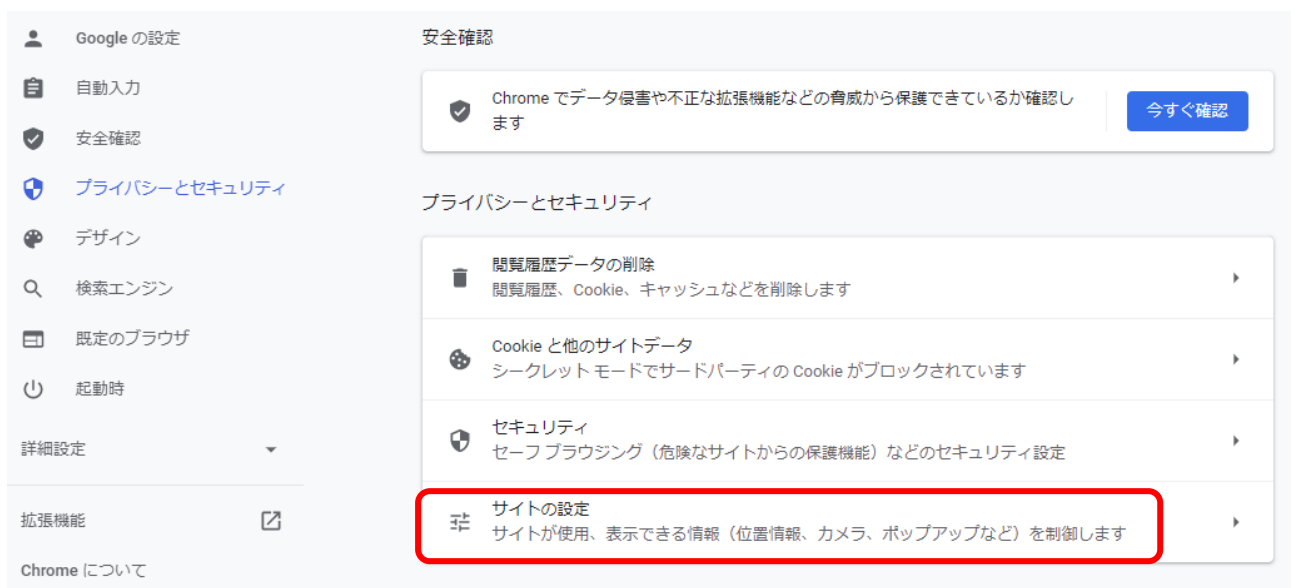 Google の設定
自動入力
安全確認
プライバシーとセキュリティ
デザイン
検索エンジン
既定のブラウザ
起動時
詳細設定
拡張機能
Chrome について
安全確認
Chrome でデータ侵害や不正な拡張機能などの脅威から保護できているか確認し
ます
今すぐ確認
プライバシーとセキュリティ
閲覧履歴データの削除
閲覧履歴、Cookie、キャッシュなどを削除します
Cookie と他のサイトデータ
シークレット モードでサードパーティの Cookie がブロックされています
セキュリティ
セーフ ブラウジング（危険なサイトからの保護機能）などのセキュリティ設定
サイトの設定
サイトが使用、表示できる情報（位置情報、カメラ、ポップアップなど）を制御します